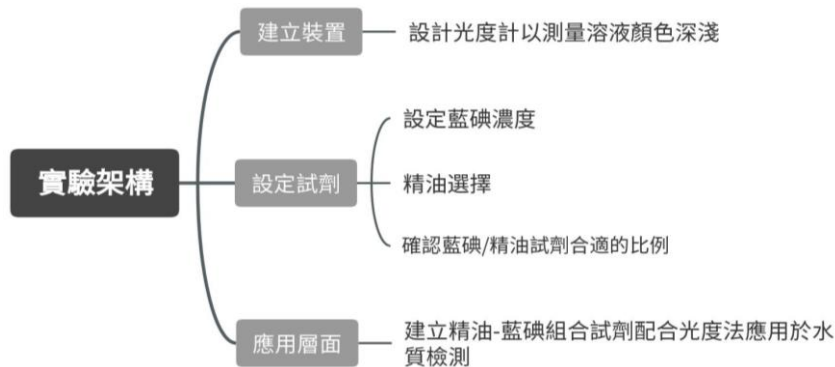 實驗架構
建立裝置
設計光度計以測量溶液顏色深淺
設定試劑
設定藍碘濃度
精油選擇
確認藍碘/精油試劑合適的比例
應用層面
建立精油-藍碘組合試劑配合光度法應用於水
質檢測